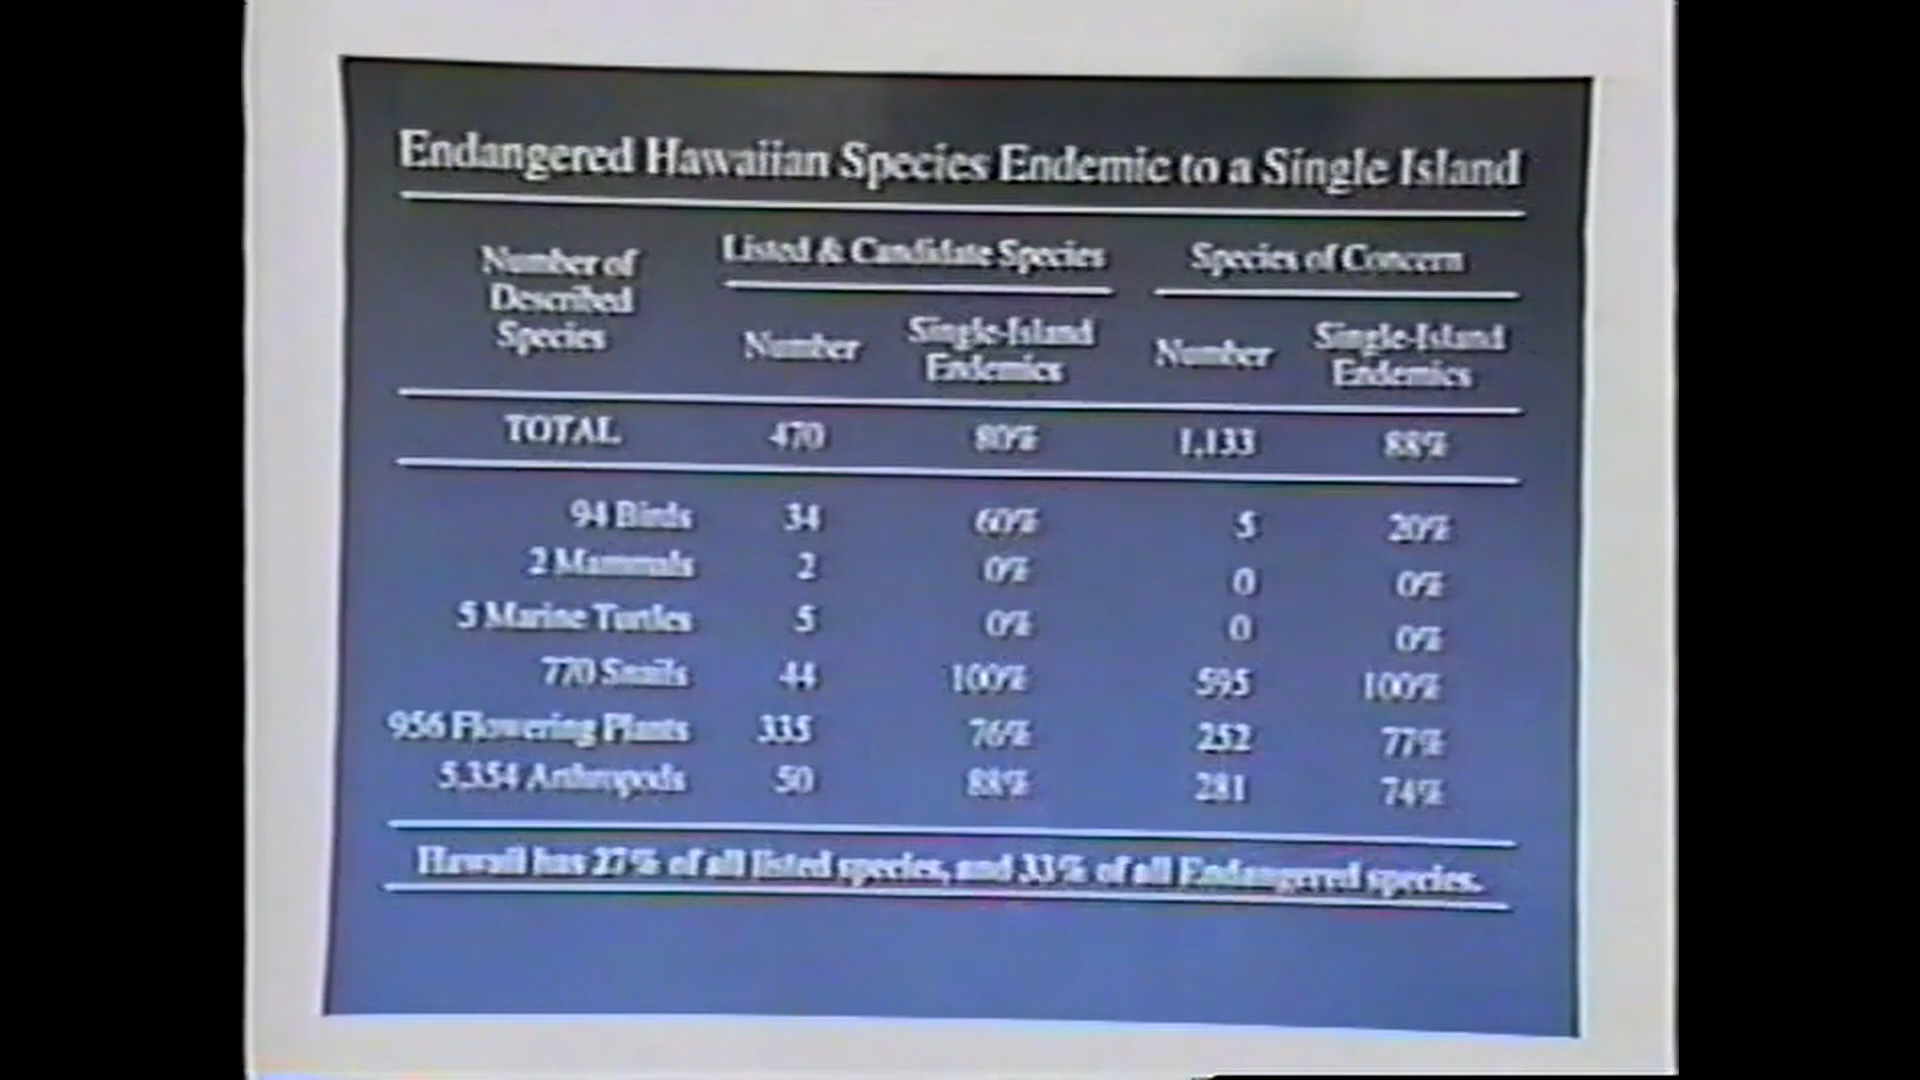 Endangered Hawaiian Species Endemic to a Single Island
Number of Described Species
Listed & Candidate Species
Species of Concern
Number
Single-Island Endemics
Number
Single-Island Endemics
TOTAL 470 80% 1,133 88%
94 Birds 34 60% 5 20%
2 Mammals 2 0% 0 0%
5 Marine Turtles 5 0% 0 0%
770 Snails 44 100% 595 100%
956 Flowering Plants 335 76% 252 77%
5,354 Arthropods 50 88% 281 74%
Hawaii has 27% of all listed species, and 33% of all Endangered species.